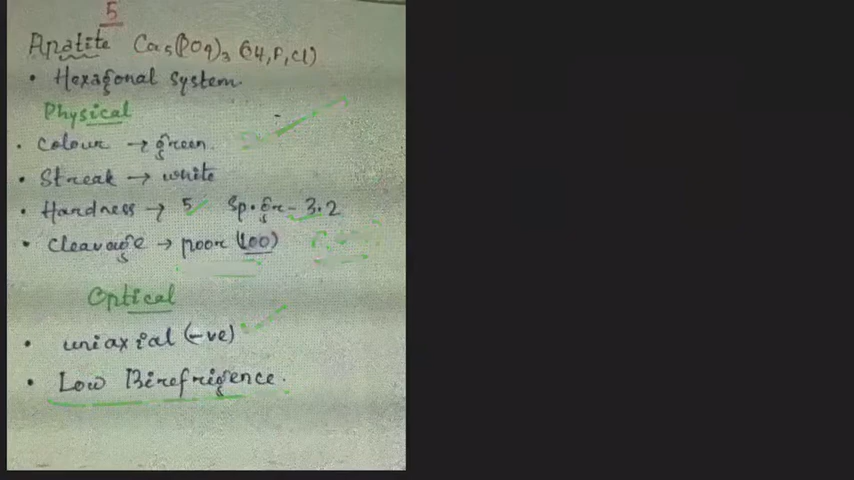 5
Apatite Ca5(PO4)3 (OH,F,Cl)
• Hexagonal System
Physical
• Colour → green.
• Streak → white
• Hardness → 5 Sp.gr - 3.2
• Cleavage → poor (100)
Optical
• uniaxial (-ve)
• Low Birefrigence.